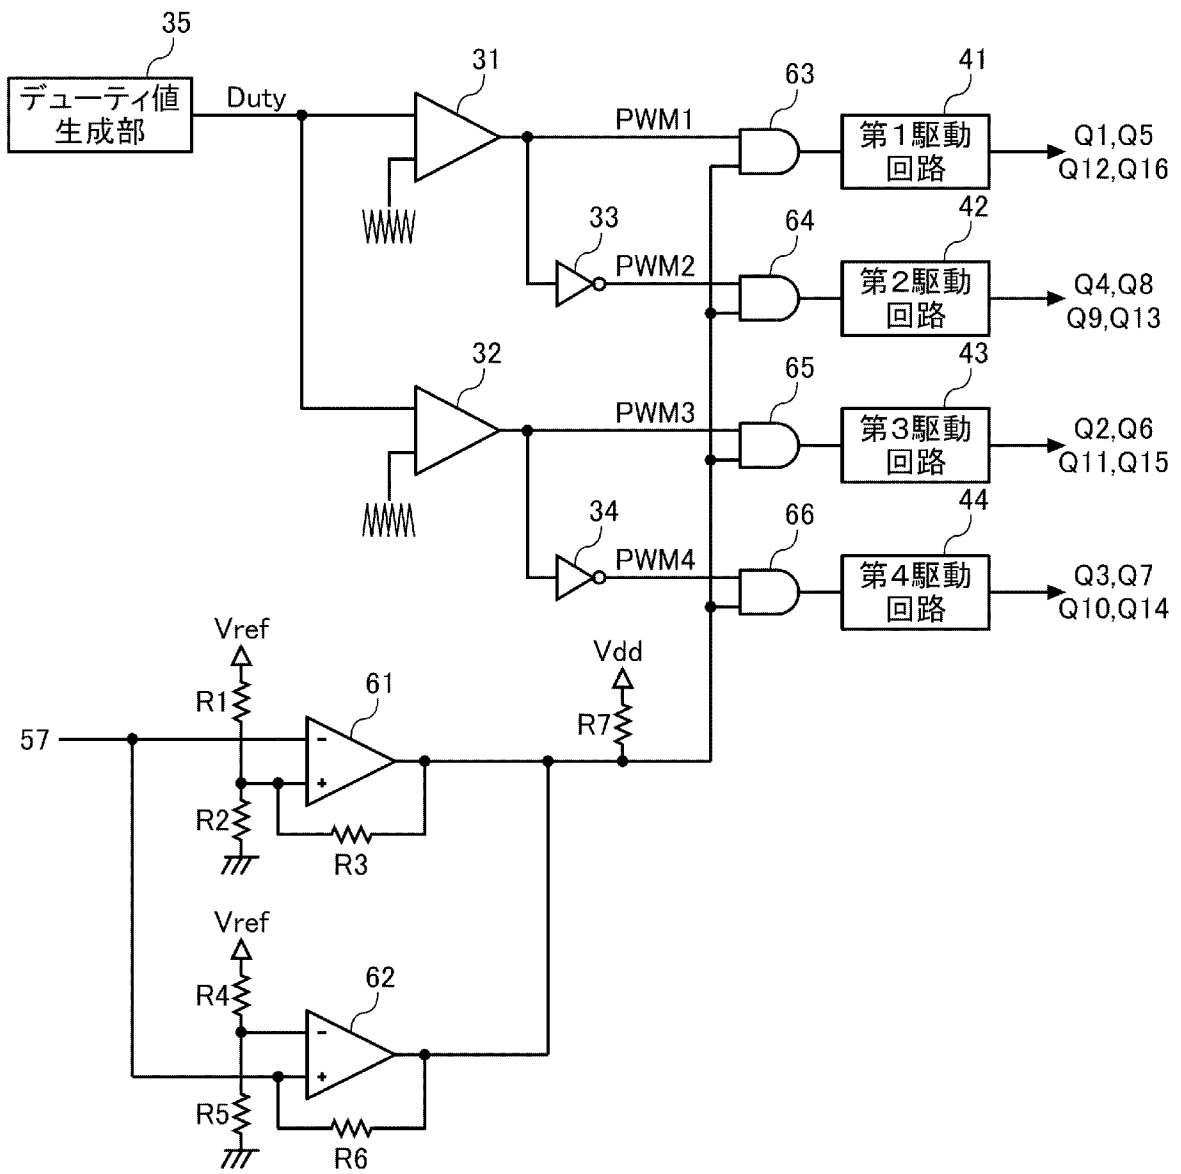 35
デューティ値
生成部
Duty
31
PWM1
63
41
第1駆動
回路
Q1,Q5
Q12,Q16
33
PWM2
64
42
第2駆動
回路
Q4,Q8
Q9,Q13
32
PWM3
65
43
第3駆動
回路
Q2,Q6
Q11,Q15
34
PWM4
66
44
第4駆動
回路
Q3,Q7
Q10,Q14
Vref
R1
61
Vdd
R7
57
-
+
R2
R3
Vref
R4
62
-
+
R5
R6